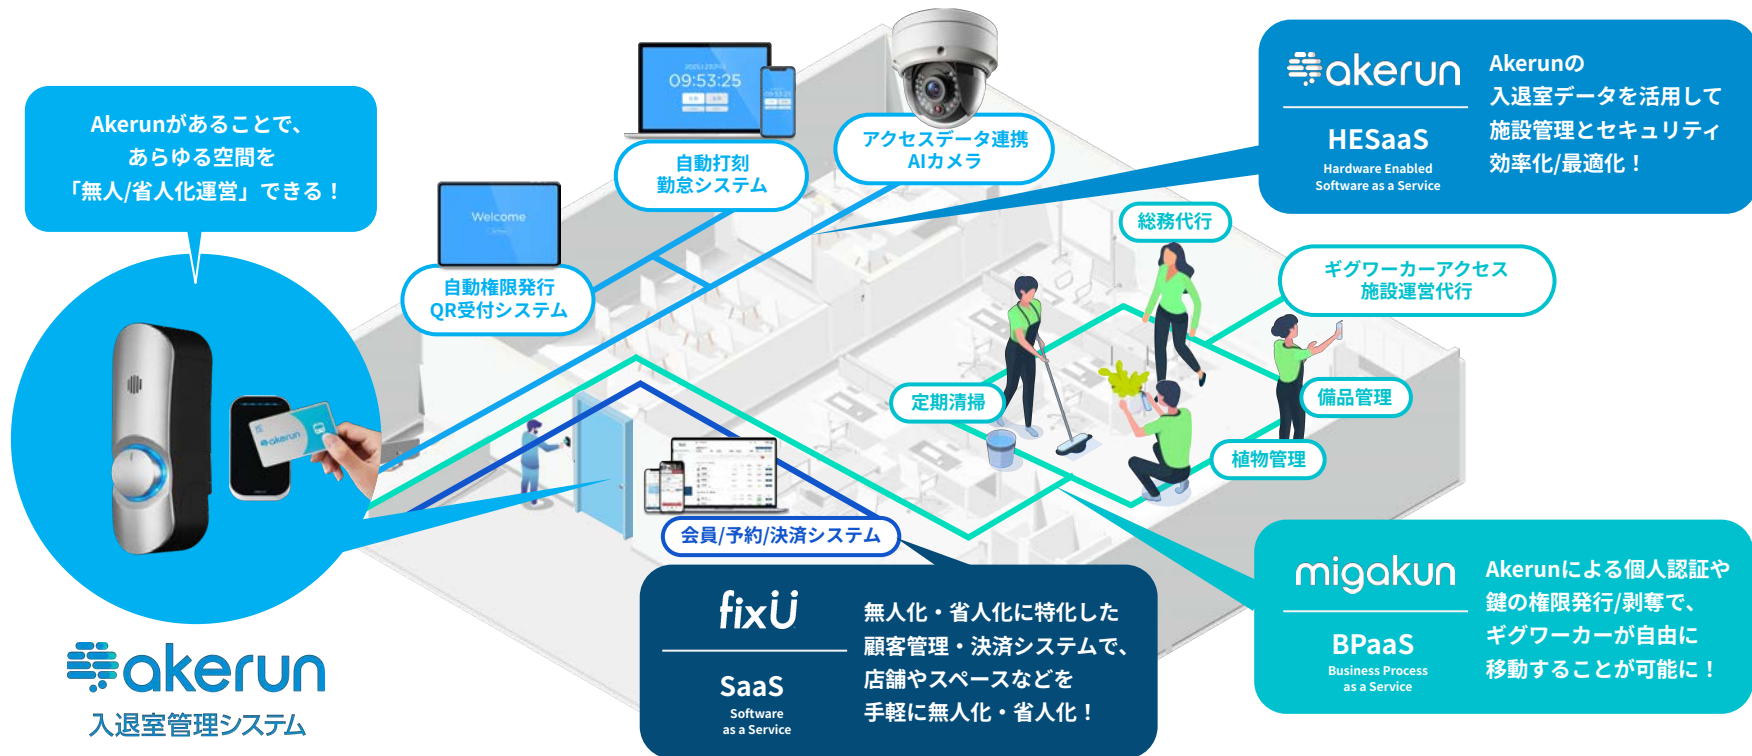 Akerunがあることで、
あらゆる空間を
「無人/省人化運営」できる！
akerun
akerun
入退室管理システム
Welcome
自動権限発行
QR受付システム
09:53:25
自動打刻
勤怠システム
アクセスデータ連携
AIカメラ
akerun
HESaaS
Hardware Enabled
Software as a Service
Akerunの
入退室データを活用して
施設管理とセキュリティ
効率化/最適化！
総務代行
ギグワーカーアクセス
施設運営代行
定期清掃
備品管理
植物管理
会員/予約/決済システム
fixU
SaaS
Software
as a Service
無人化・省人化に特化した
顧客管理・決済システムで、
店舗やスペースなどを
手軽に無人化・省人化！
migakun
BPaaS
Business Process
as a Service
Akerunによる個人認証や
鍵の権限発行/剥奪で、
ギグワーカーが自由に
移動することが可能に！